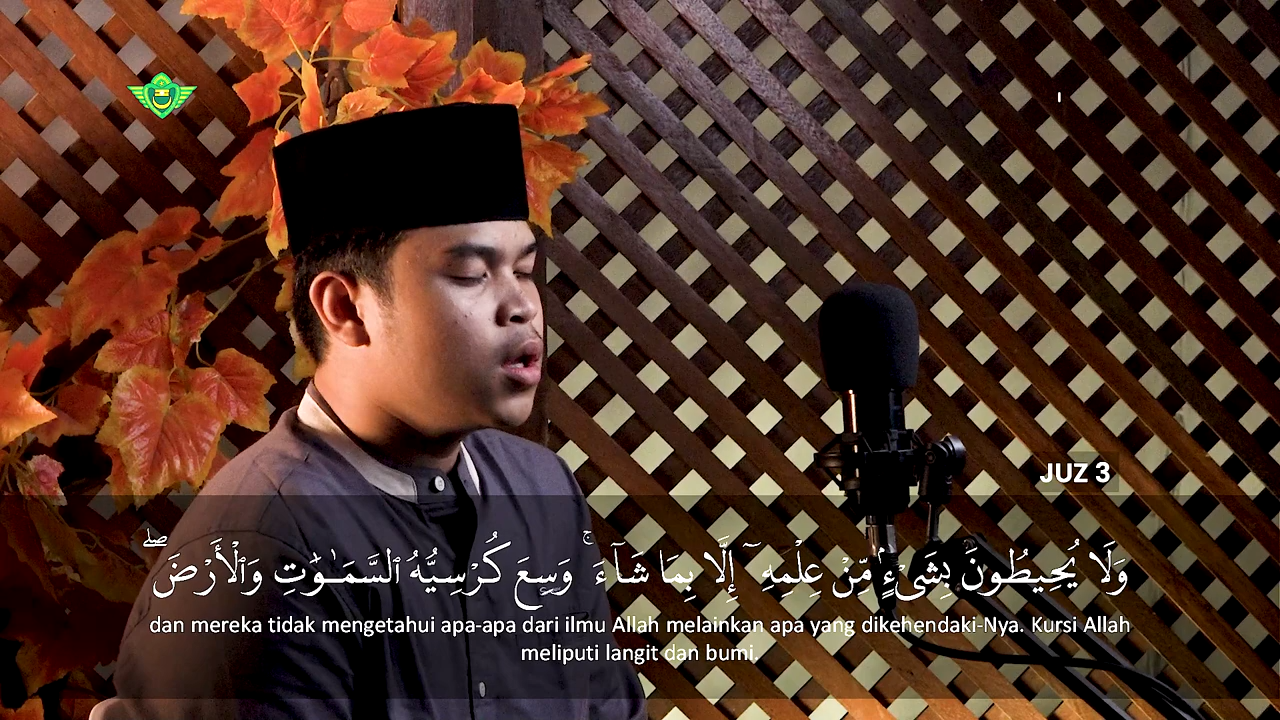 JUZ 3
وَلَا يُحِيطُونَ بِشَىْءٍ مِّنْ عِلْمِهِۦٓ إِلَّا بِمَا شَآءَ ۚ وَسِعَ كُرْسِيُّهُ ٱلسَّمَـٰوَٰتِ وَٱلْأَرْضَ ۖ
dan mereka tidak mengetahui apa-apa dari ilmu Allah melainkan apa yang dikehendaki-Nya. Kursi Allah
meliputi langit dan bumi.